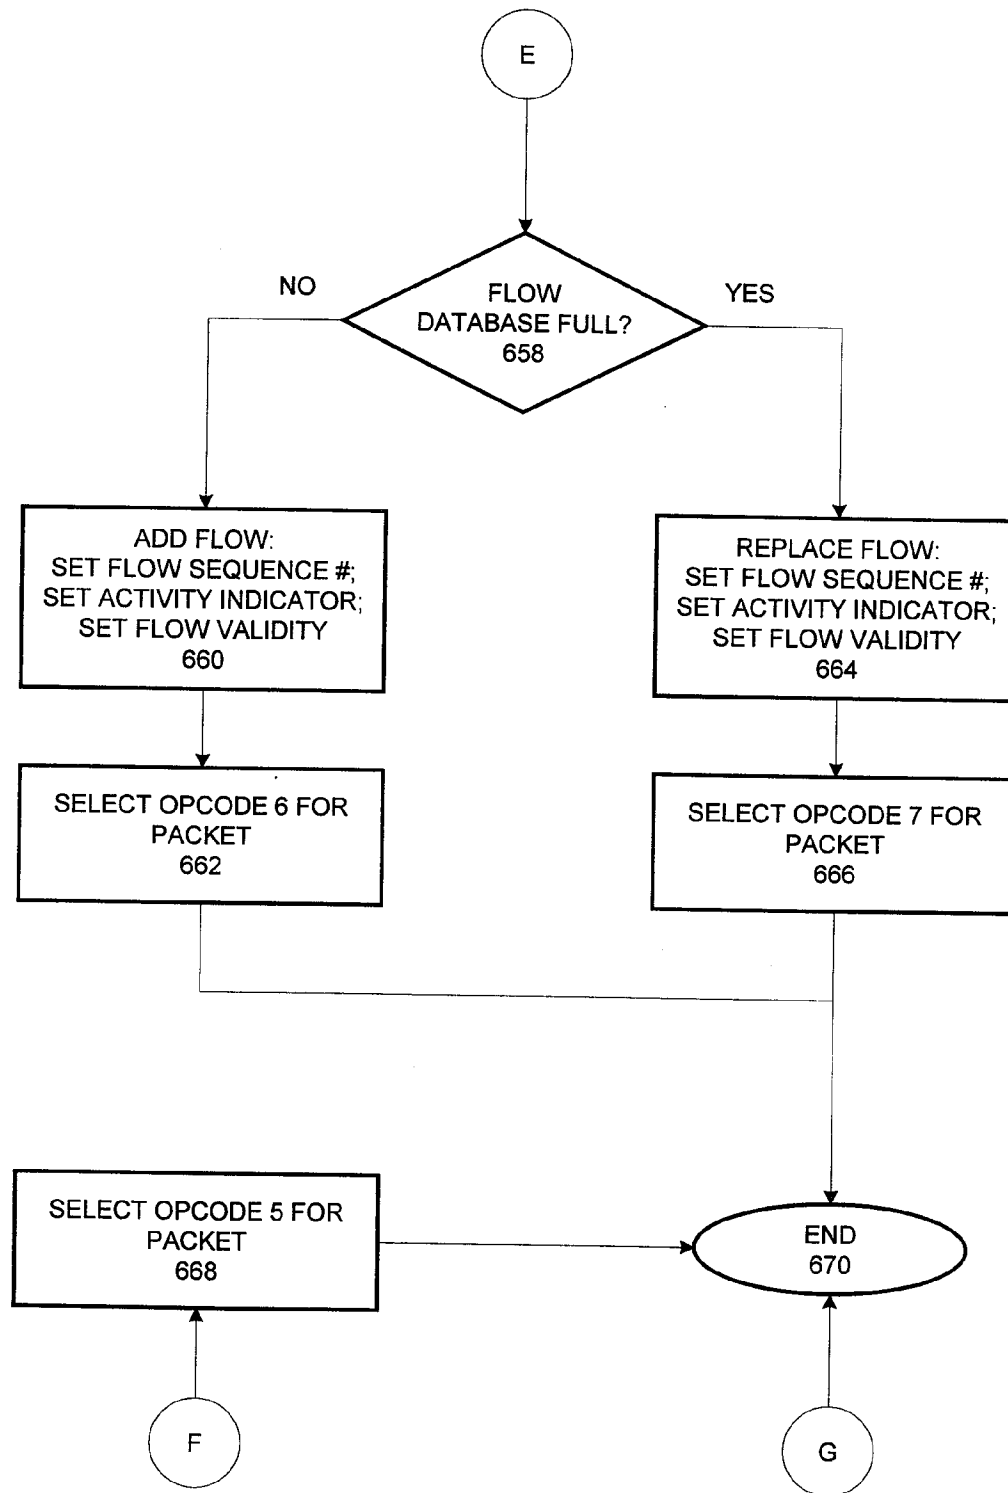 E
NO
YES
FLOW
DATABASE FULL?
658
ADD FLOW:
SET FLOW SEQUENCE #;
SET ACTIVITY INDICATOR;
SET FLOW VALIDITY
660
REPLACE FLOW:
SET FLOW SEQUENCE #;
SET ACTIVITY INDICATOR;
SET FLOW VALIDITY
664
SELECT OPCODE 6 FOR
PACKET
662
SELECT OPCODE 7 FOR
PACKET
666
SELECT OPCODE 5 FOR
PACKET
668
END
670
F
G